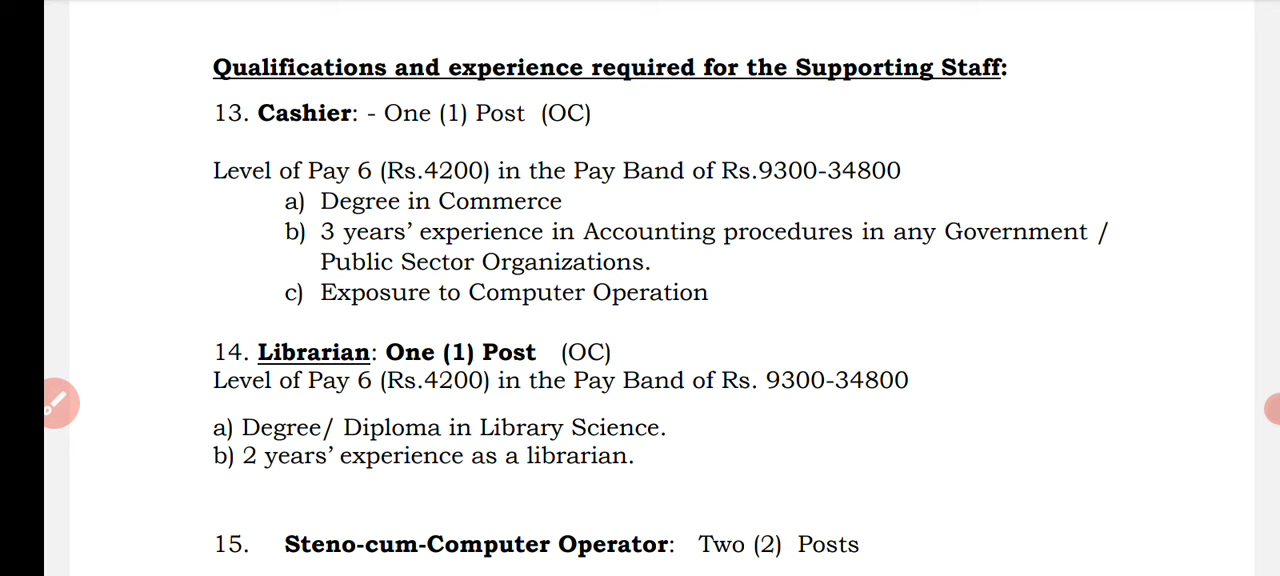 Qualifications and experience required for the Supporting Staff:
13. Cashier: - One (1) Post (OC)
Level of Pay 6 (Rs.4200) in the Pay Band of Rs.9300-34800
a) Degree in Commerce
b) 3 years’ experience in Accounting procedures in any Government /
Public Sector Organizations.
c) Exposure to Computer Operation
14. Librarian: One (1) Post (OC)
Level of Pay 6 (Rs.4200) in the Pay Band of Rs. 9300-34800
a) Degree/ Diploma in Library Science.
b) 2 years’ experience as a librarian.
15. Steno-cum-Computer Operator: Two (2) Posts